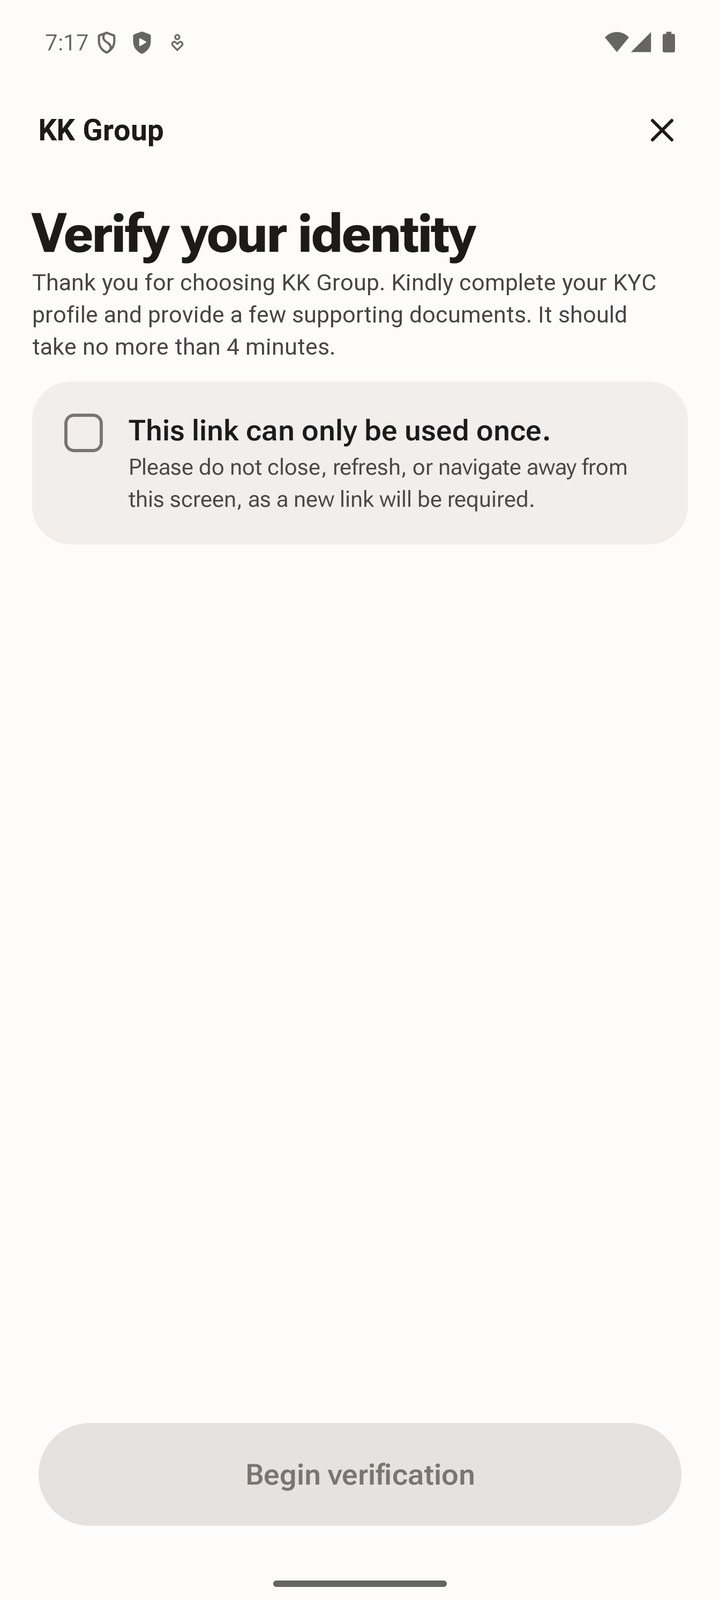 7:17
KK Group
Verify your identity
Thank you for choosing KK Group. Kindly complete your KYC
profile and provide a few supporting documents. It should
take no more than 4 minutes.
This link can only be used once.
Please do not close, refresh, or navigate away from
this screen, as a new link will be required.
Begin verification